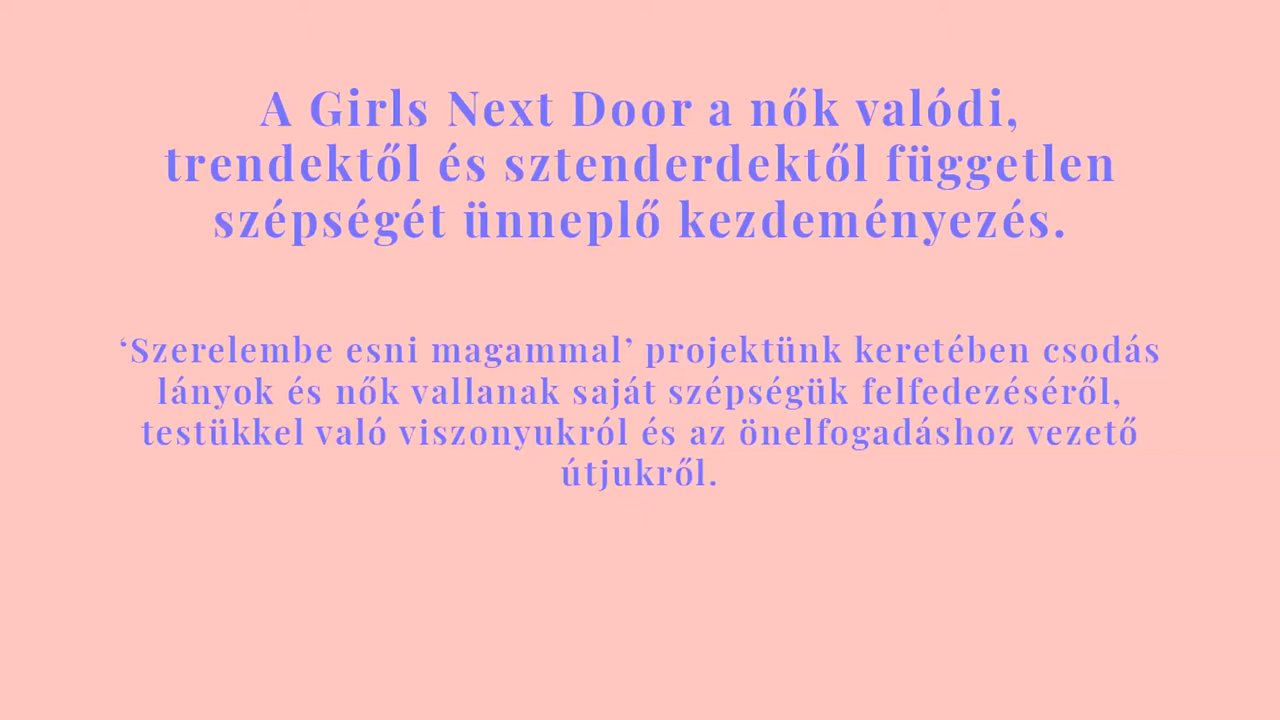 A Girls Next Door a nők valódi,
trendektől és sztenderdektől független
szépségét ünneplő kezdeményezés.
‘Szerelembe esni magammal’ projektünk keretében csodás
lányok és nők vallanak saját szépségük felfedezéséről,
testükkel való viszonyukról és az önelfogadáshoz vezető
útjukről.